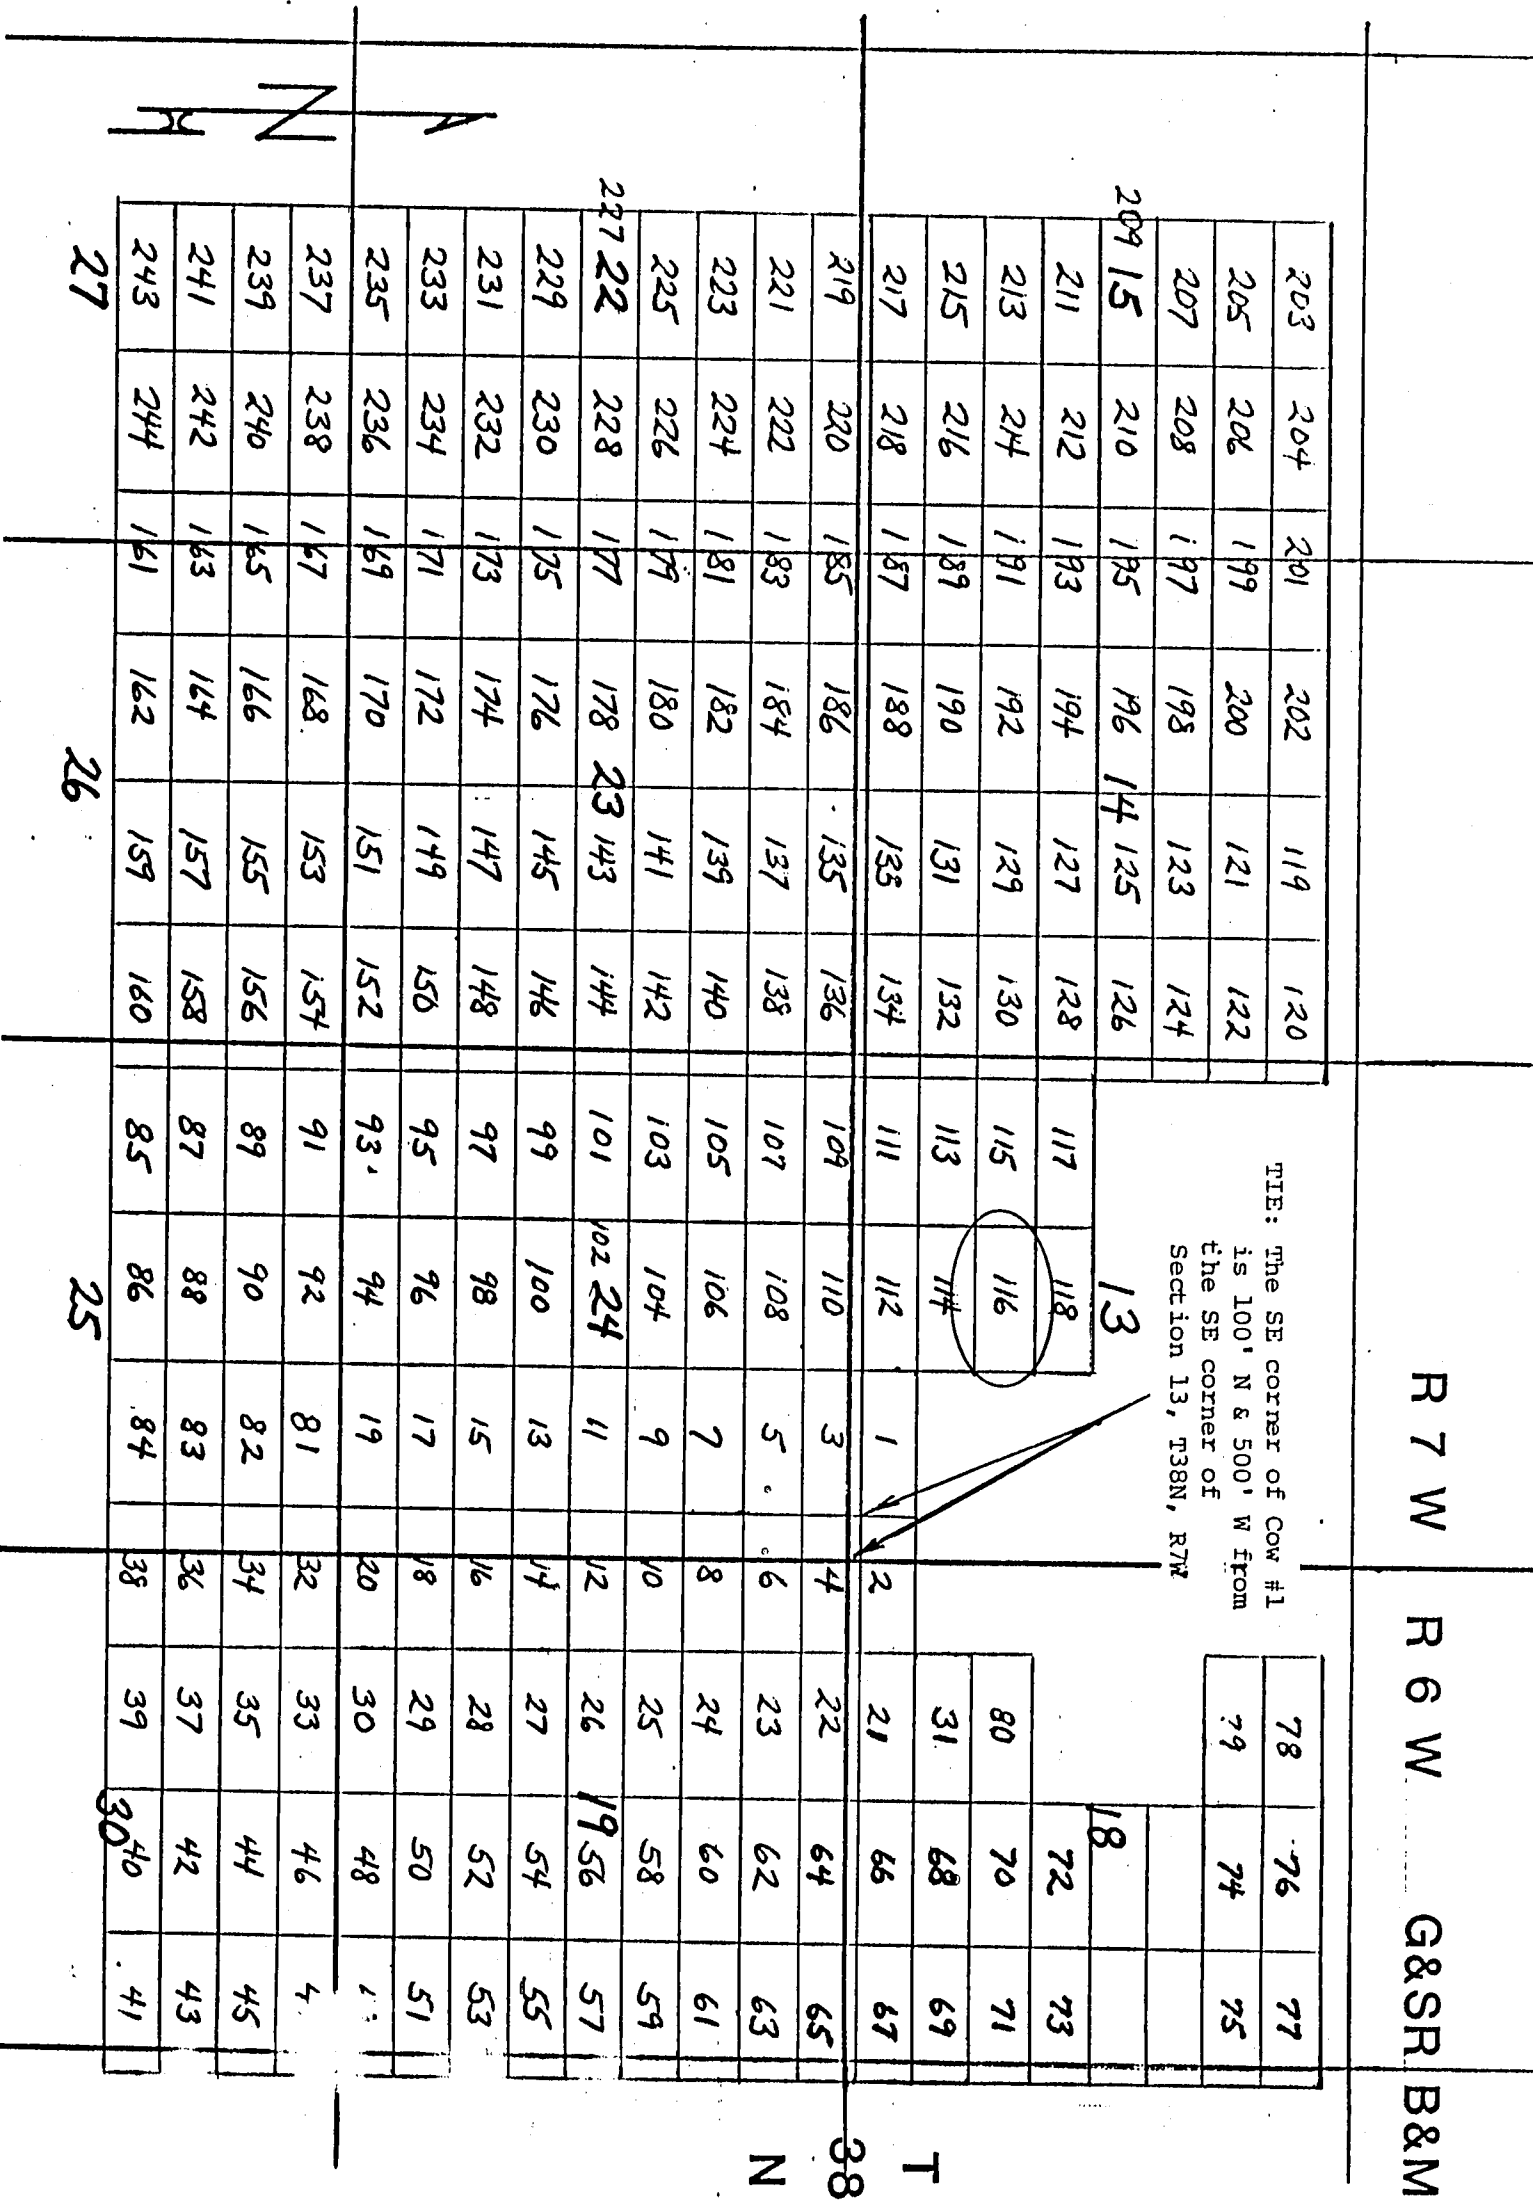 R 7 W R 6 W G&SR B&M
TIE: The SE corner of COW #1
is 100' N & 500' W from
the SE corner of
Section 13, T38N, R7W
203 204 201 202 119 120 78 76 77
205 206 199 200 121 122 79 74 75
207 208 197 198 123 124
209 15 210 195 196 14 125 126 13 18
211 212 193 194 127 128 117 118 72 73
213 214 191 192 129 130 115 116 80 70 71
215 216 189 190 131 132 113 114 31 68 69
217 218 187 188 133 134 111 112 1 2 21 66 67
T
219 220 185 186 135 136 109 110 3 4 22 64 65
38
221 222 183 184 137 138 107 108 5 6 23 62 63
N
223 224 181 182 139 140 105 106 7 8 24 60 61
225 226 179 180 141 142 103 104 9 10 25 58 59
227 22 228 177 178 23 143 144 101 102 24 11 12 26 19 56 57
229 230 175 176 145 146 99 100 13 14 27 54 55
231 232 173 174 147 148 97 98 15 16 28 52 53
233 234 171 172 149 150 95 96 17 18 29 50 51
235 236 169 170 151 152 93 94 19 20 30 48
237 238 167 168 153 154 91 92 81 32 33 46
239 240 165 166 155 156 89 90 82 34 35 44 45
241 242 163 164 157 158 87 88 83 36 37 42 43
243 244 161 162 159 160 85 86 84 38 39 40 41
27 26 25 30
N